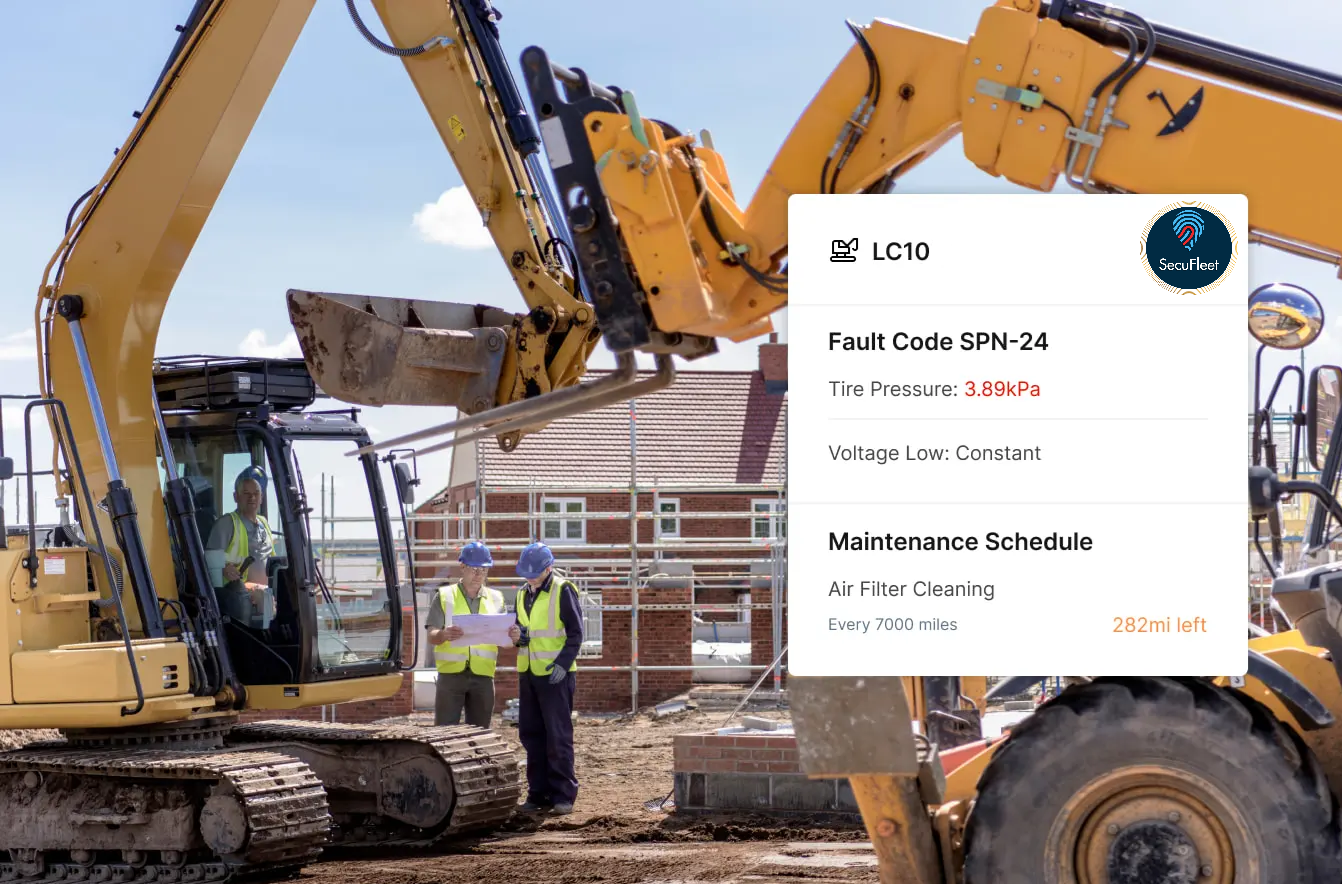 LC10
SecuFleet
Fault Code SPN-24
Tire Pressure: 3.89kPa
Voltage Low: Constant
Maintenance Schedule
Air Filter Cleaning
Every 7000 miles
282mi left